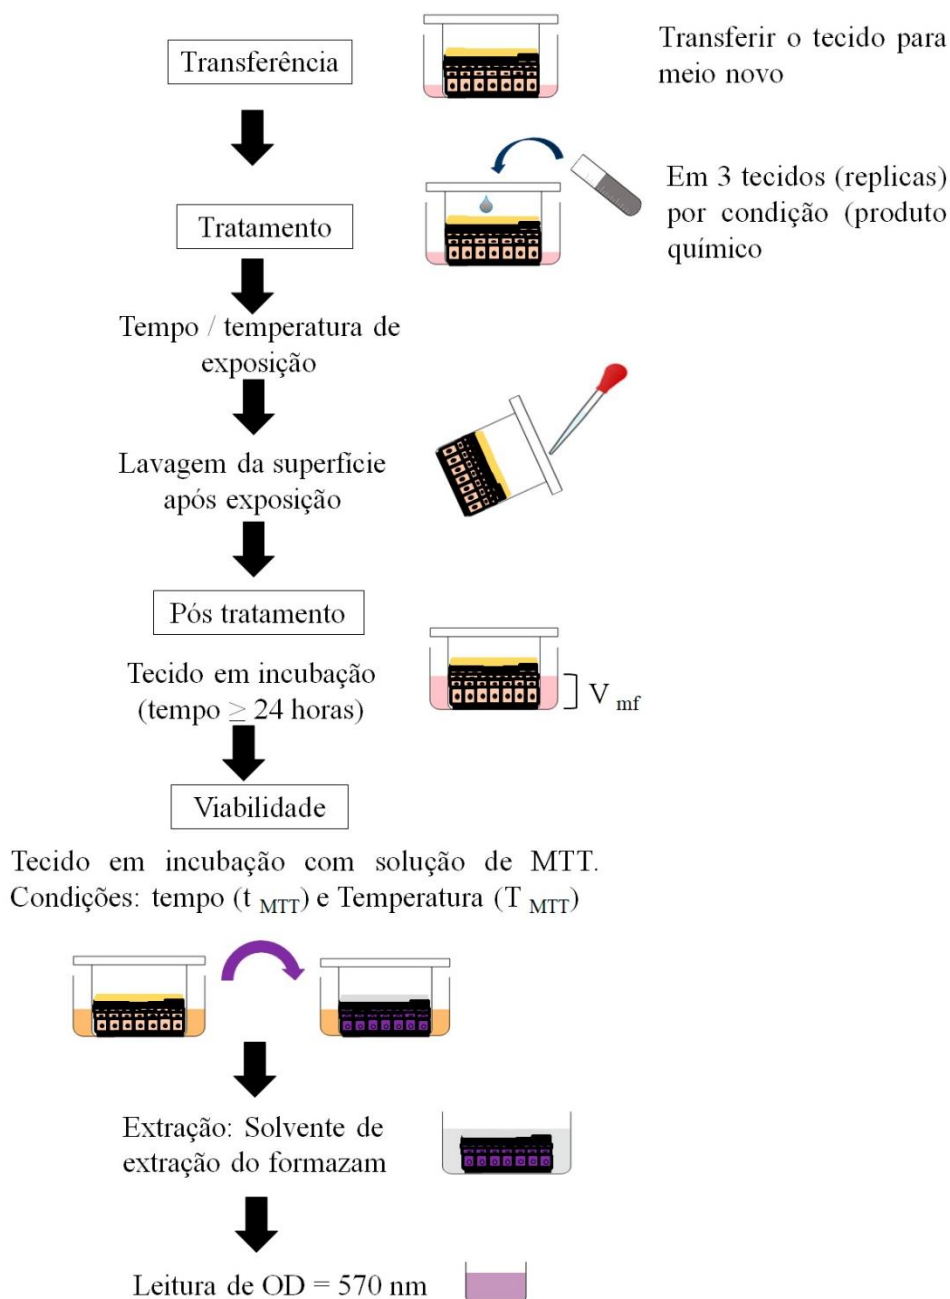 Transferência
Transferir o tecido para
meio novo
Em 3 tecidos (replicas)
por condição (produto
químico
Tratamento
Tempo / temperatura de
exposição
Lavagem da superfície
após exposição
Pós tratamento
Tecido em incubação
(tempo ≥ 24 horas)
V mf
Viabilidade
Tecido em incubação com solução de MTT.
Condições: tempo (t MTT) e Temperatura (T MTT)
Extração: Solvente de
extração do formazam
Leitura de OD = 570 nm